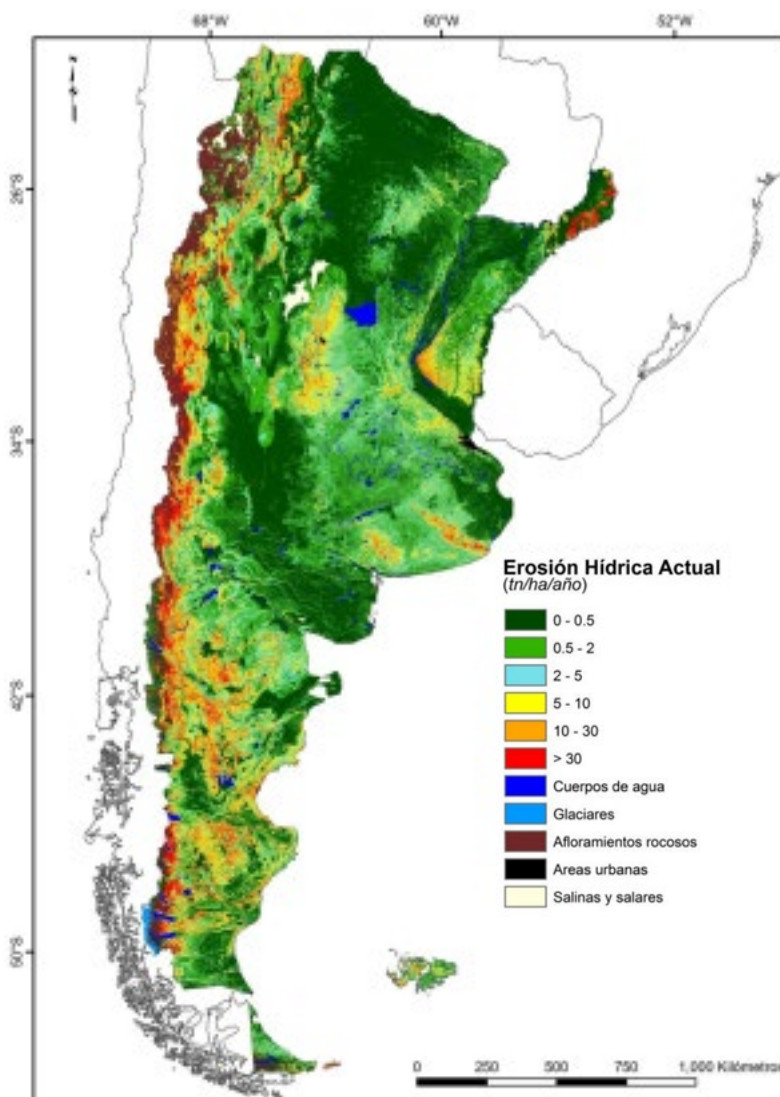 68°W
60°W
52°W
26°S
34°S
42°S
50°S
Erosión Hídrica Actual
(tn/ha/año)
0 - 0.5
0.5 - 2
2 - 5
5 - 10
10 - 30
> 30
Cuerpos de agua
Glaciares
Afloramientos rocosos
Areas urbanas
Salinas y salares
0 250 500 750 1,000 Kilómetros